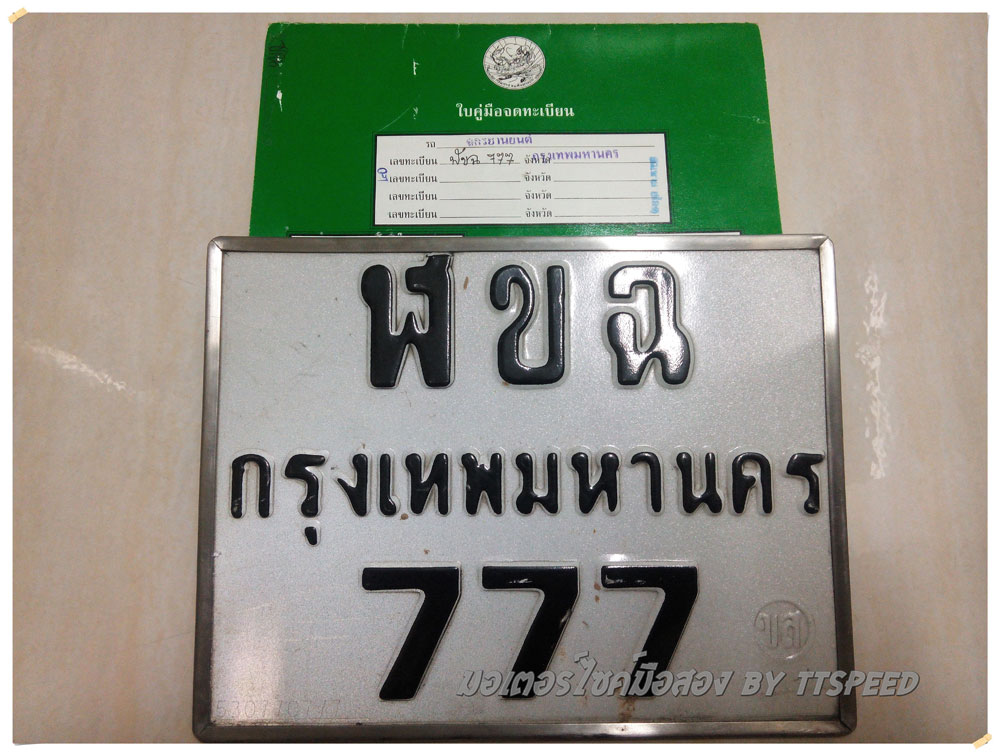 ใบคู่มือจดทะเบียน
รถ จักรยานยนต์
เลขทะเบียน ฬขฉ 777 จังหวัด กรุงเทพมหานคร
เลขทะเบียน จังหวัด
เลขทะเบียน จังหวัด
เลขทะเบียน จังหวัด
ฬขฉ
กรุงเทพมหานคร
777
ขส
มอเตอร์ไซค์มือสอง BY TTSPEED